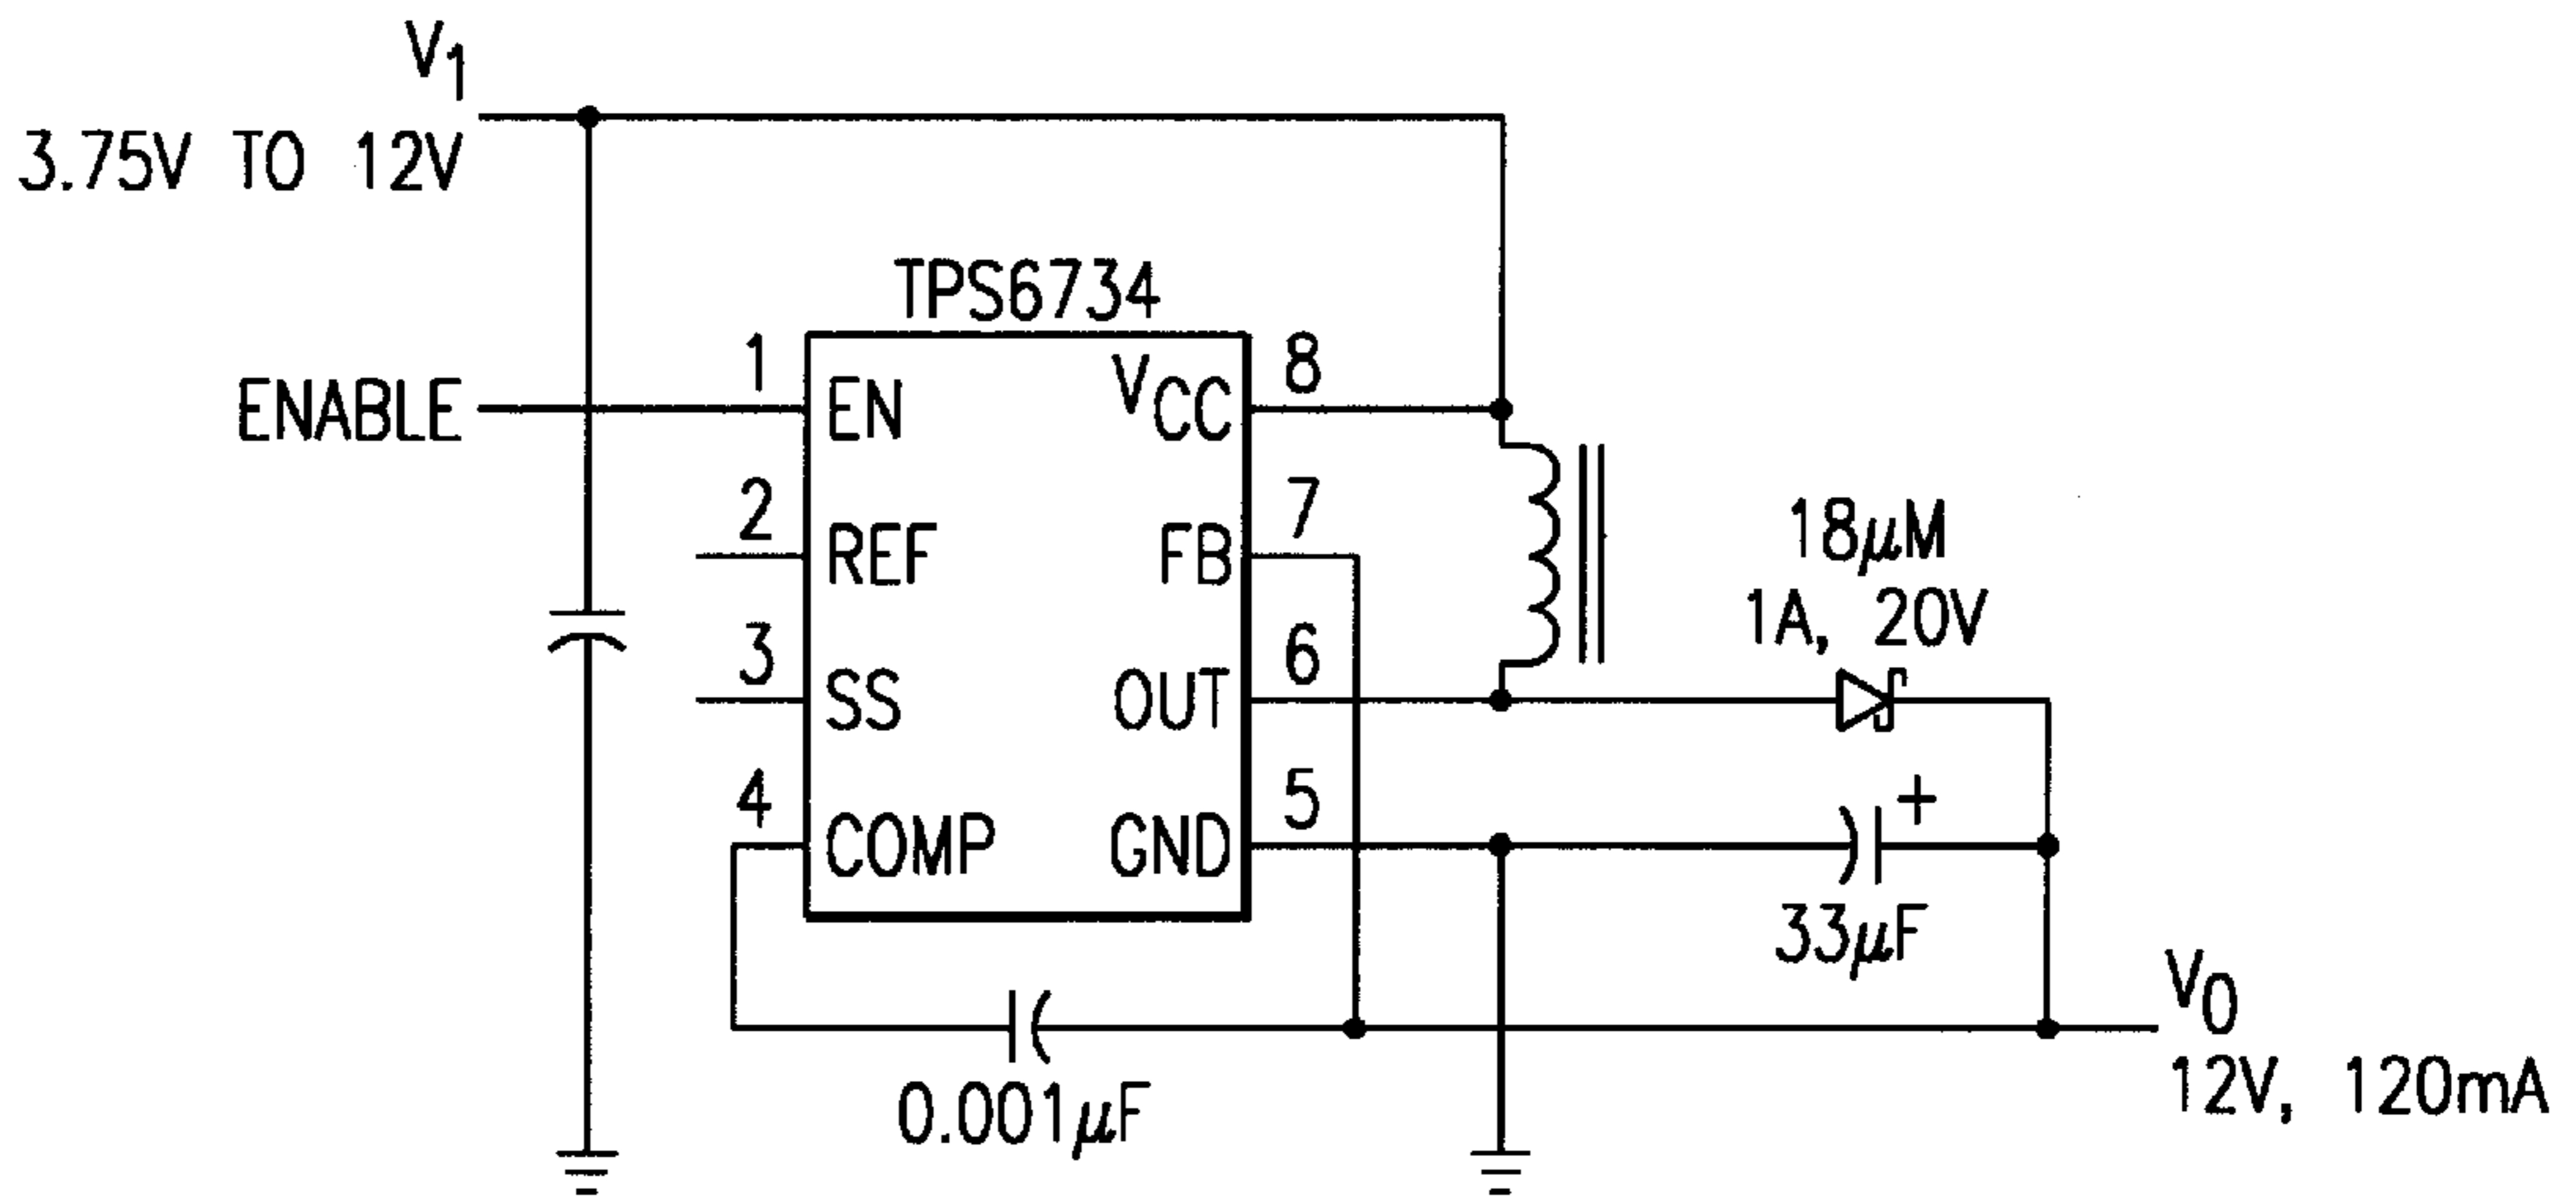 V1
3.75V TO 12V
TPS6734
ENABLE
1 EN VCC 8
2 REF FB 7
3 SS OUT 6
4 COMP GND 5
18μM
1A, 20V
+
33μF
0.001μF
VO
12V, 120mA